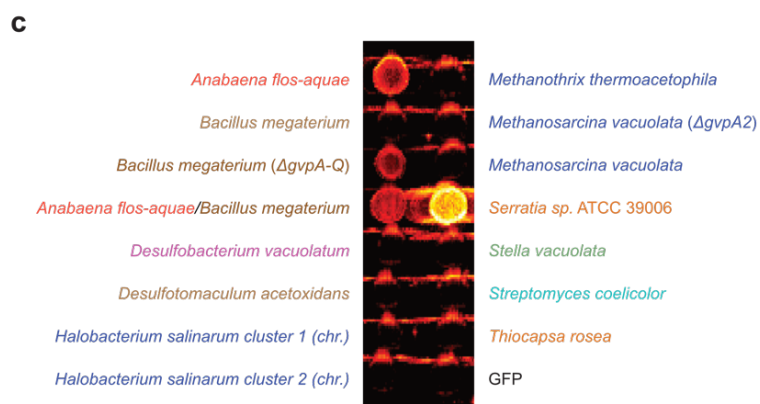 c
Anabaena flos-aquae
Methanothrix thermoacetophila
Bacillus megaterium
Methanosarcina vacuolata (ΔgvpA2)
Bacillus megaterium (ΔgvpA-Q)
Methanosarcina vacuolata
Anabaena flos-aquae/Bacillus megaterium
Serratia sp. ATCC 39006
Desulfobacterium vacuolatum
Stella vacuolata
Desulfotomaculum acetoxidans
Streptomyces coelicolor
Halobacterium salinarum cluster 1 (chr.)
Thiocapsa rosea
Halobacterium salinarum cluster 2 (chr.)
GFP